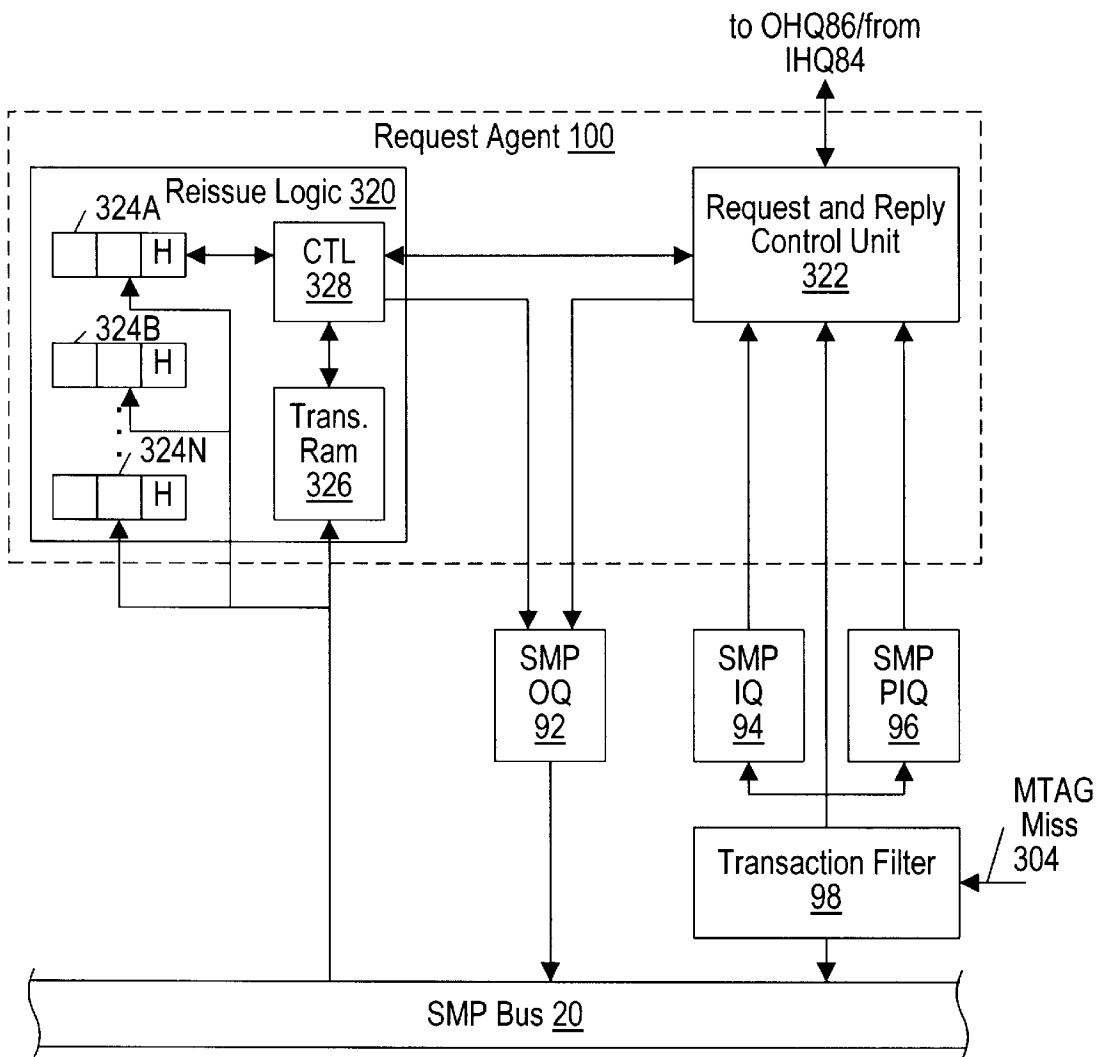 to OHQ86/from
IHQ84
Request Agent 100
Reissue Logic 320
324A
H
CTL
328
Request and Reply
Control Unit
322
324B
H
Trans.
Ram
326
324N
H
SMP
OQ
92
SMP
IQ
94
SMP
PIQ
96
MTAG
Miss
304
Transaction Filter
98
SMP Bus 20